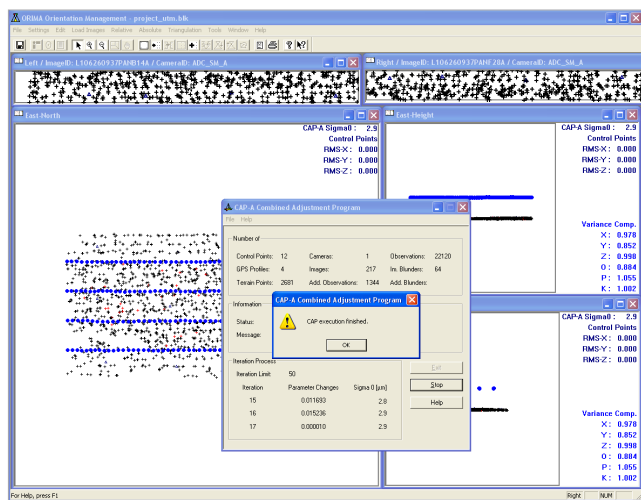 ORIMA Orientation Management - project_utm.blk
File Settings Edit Load Images Relative Absolute Triangulation Tools Window Help
Left / ImageID: L106260937PANB14A / CameraID: ADC_SM_A
Right / ImageID: L106260937PANF28A / CameraID: ADC_SM_A
East-North
CAP-A Sigma0 : 2.9
Control Points
RMS-X : 0.000
RMS-Y : 0.000
RMS-Z : 0.000
East-Height
CAP-A Sigma0 : 2.9
Control Points
RMS-X : 0.000
RMS-Y : 0.000
RMS-Z : 0.000
Variance Comp.
X : 0.978
Y : 0.852
Z : 0.998
O : 0.884
P : 1.055
K : 1.002
CAP-A Combined Adjustment Program
File Help
Number of
Control Points: 12 Cameras: 1 Observations: 22120
GPS Profiles: 4 Images: 217 Im. Blunders: 64
Terrain Points: 2681 Add. Observations: 1344 Add. Blunders:
Information
Status:
Message:
CAP-A Combined Adjustment Program
CAP execution finished.
OK
Iteration Process
Iteration Limit 50
Iteration Parameter Changes Sigma 0 [µm]
15 0.011693 2.8
16 0.015236 2.9
17 0.000010 2.9
Exit
Stop
Help
CAP-A Sigma0 : 2.9
Control Points
RMS-X : 0.000
RMS-Y : 0.000
RMS-Z : 0.000
Variance Comp.
X : 0.978
Y : 0.852
Z : 0.998
O : 0.884
P : 1.055
K : 1.002
For Help, press F1
Right NUM